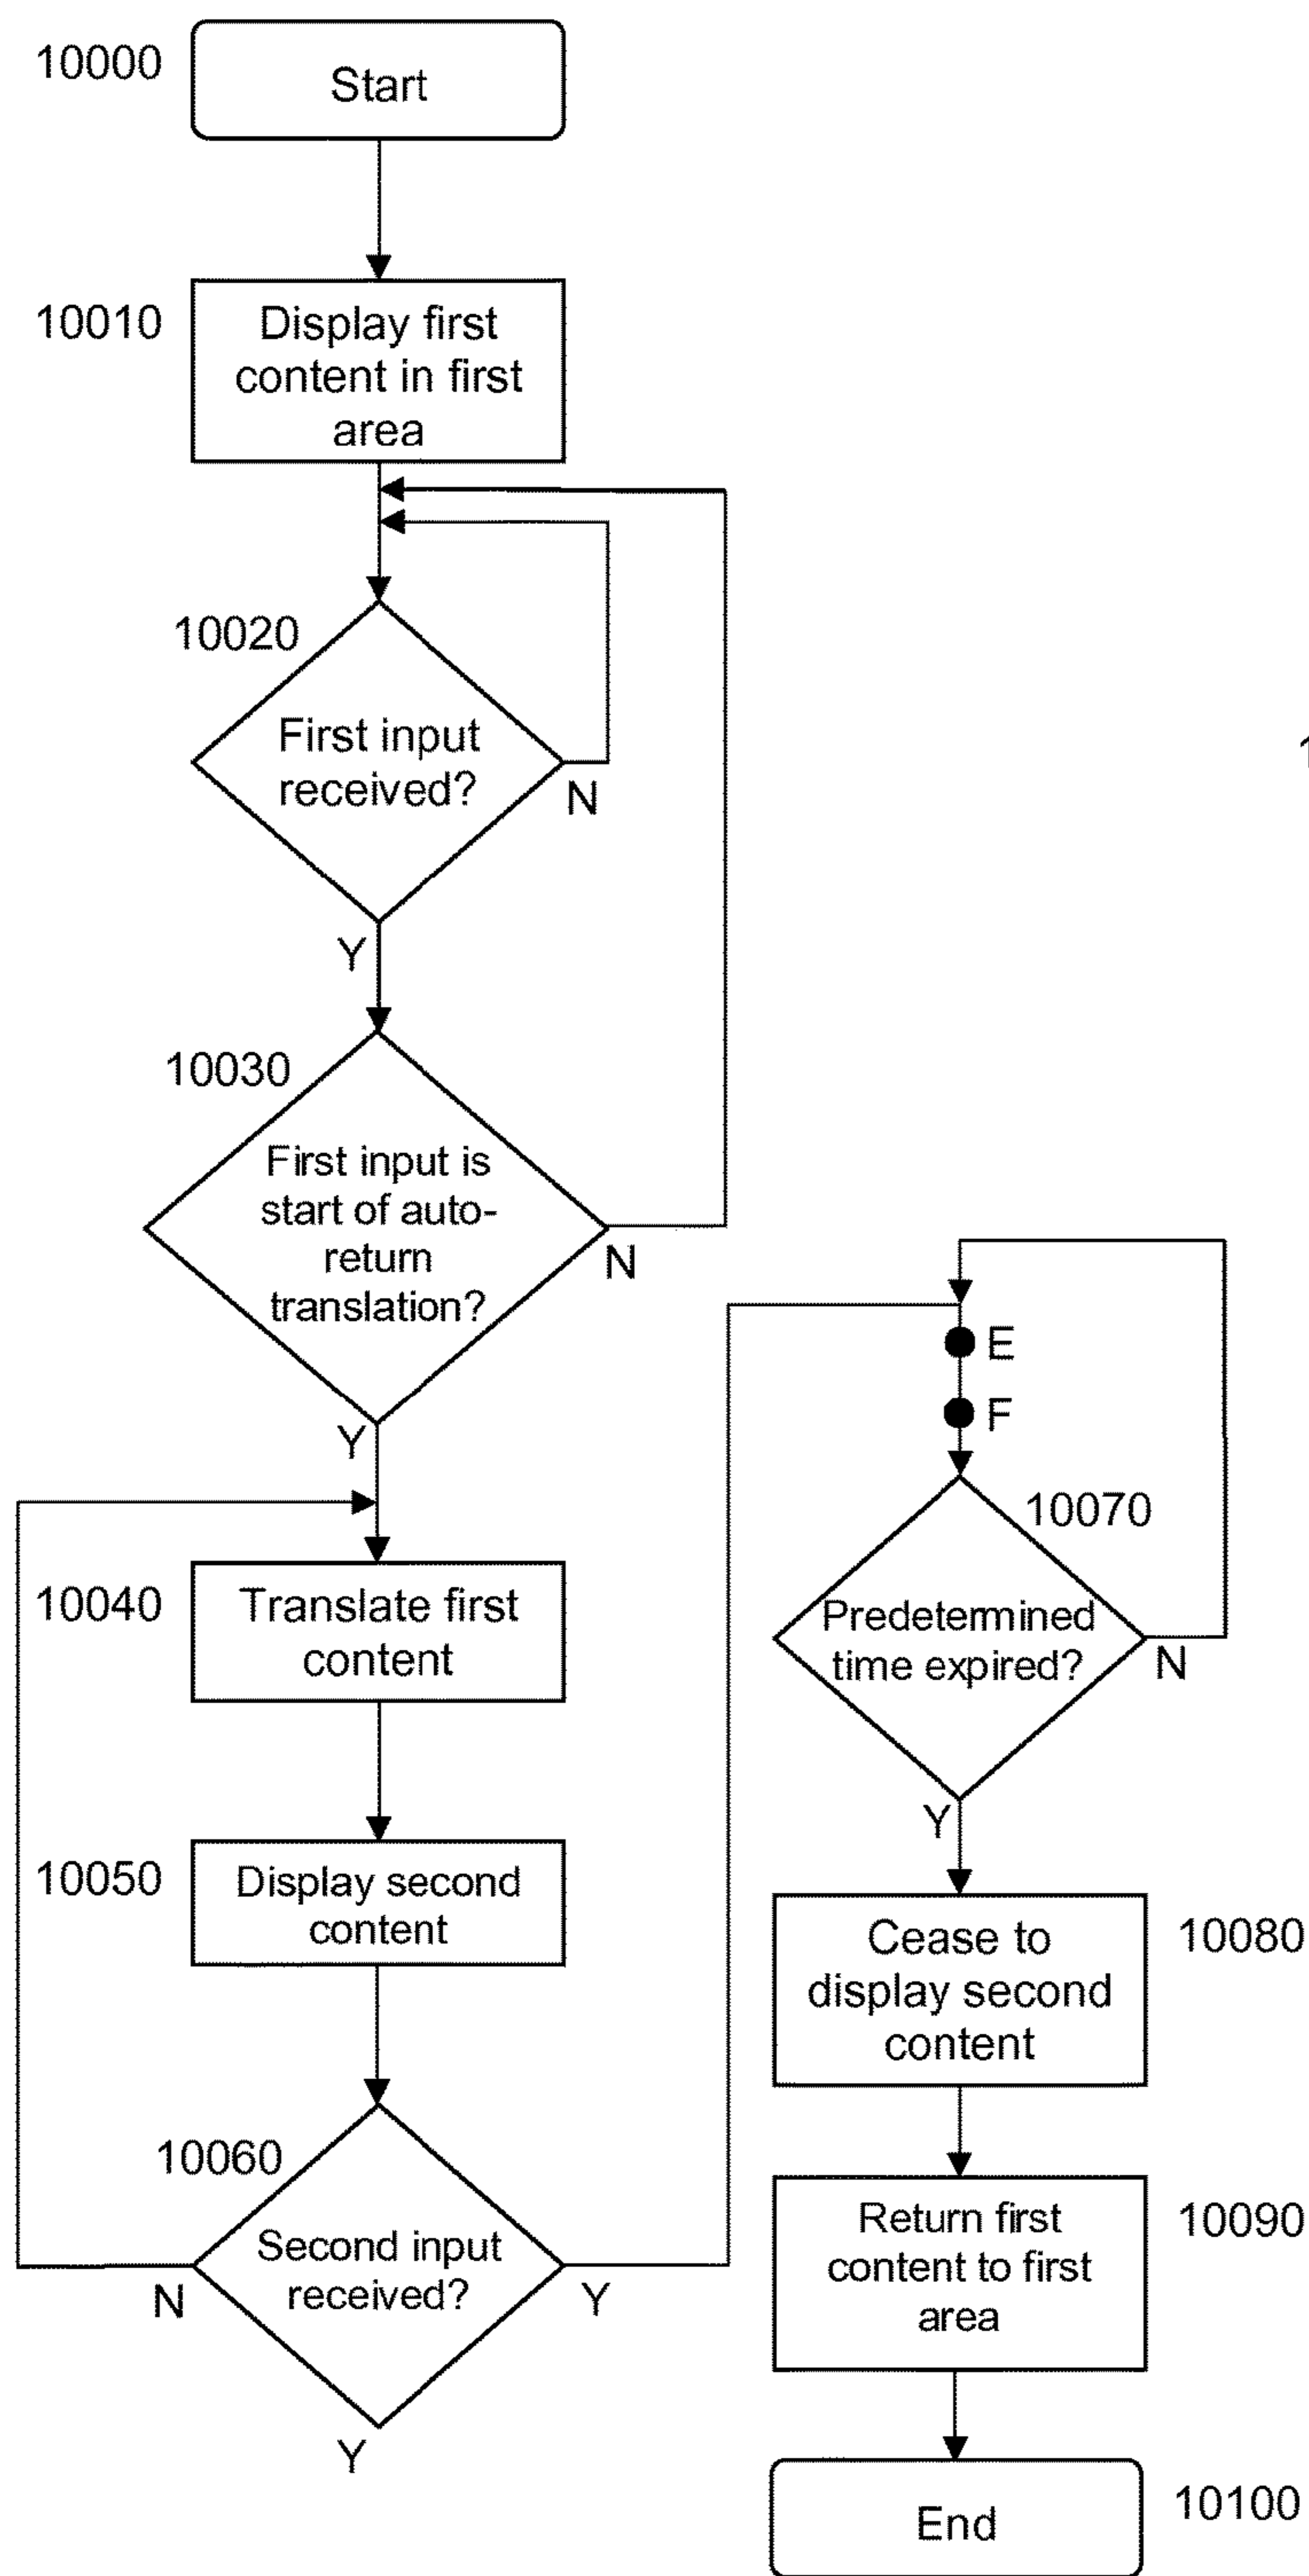 10000
Start
10010
Display first
content in first
area
10020
First input
received?
N
Y
10030
First input is
start of auto-
return
translation?
N
Y
10040
Translate first
content
10050
Display second
content
10060
Second input
received?
N
Y
Y
E
F
10070
Predetermined
time expired?
N
Y
Cease to
display second
content
10080
Return first
content to first
area
10090
End
10100